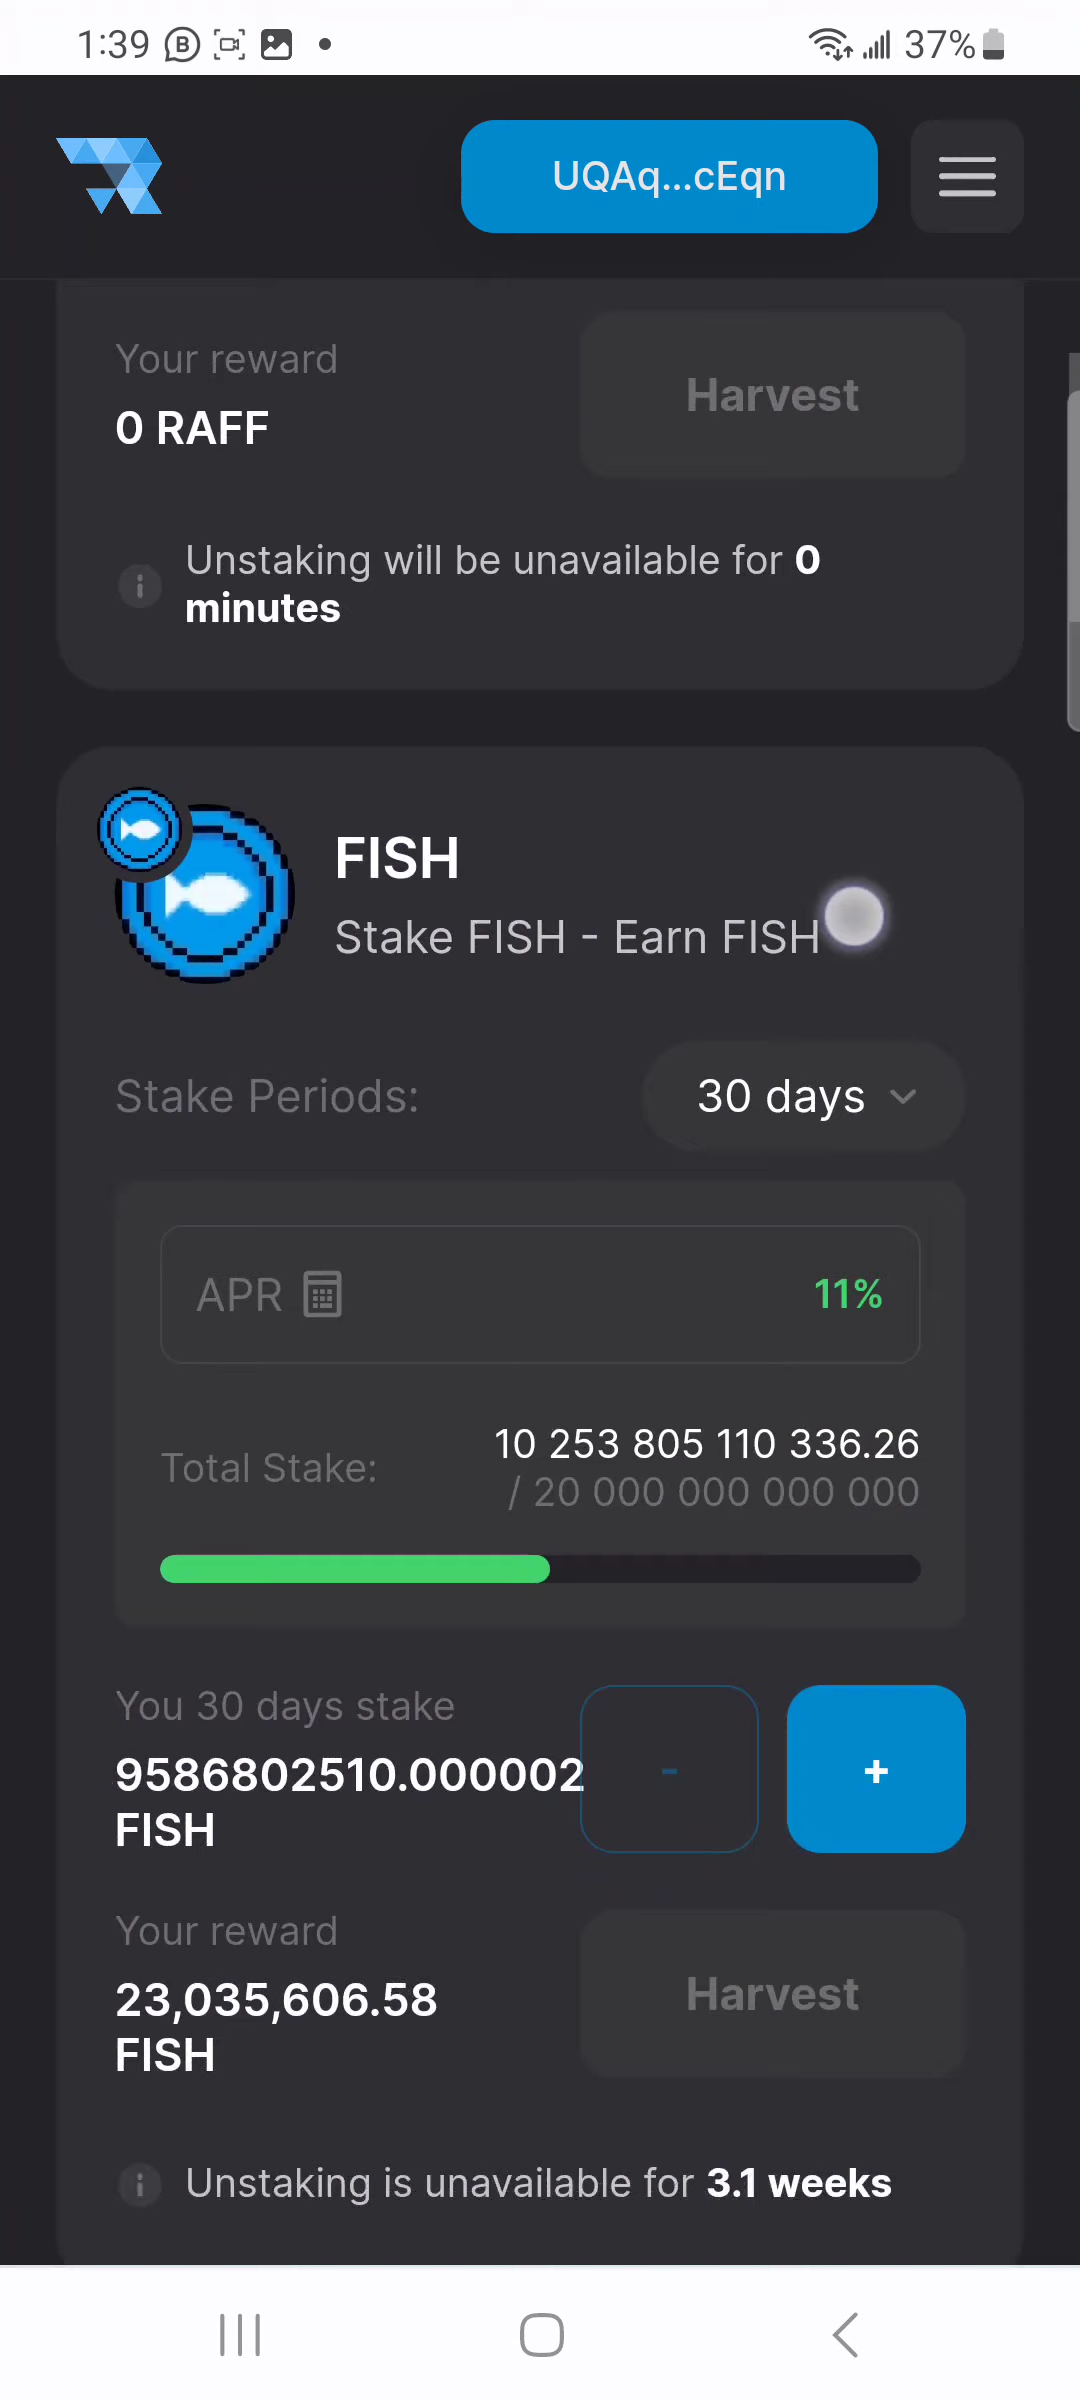 1:39
37%
UQAq...cEqn
Your reward
0 RAFF
Harvest
Unstaking will be unavailable for 0
minutes
FISH
Stake FISH - Earn FISH
Stake Periods:
30 days
APR
11%
Total Stake:
10 253 805 110 336.26
/ 20 000 000 000 000
You 30 days stake
9586802510.000002
FISH
-
+
Your reward
23,035,606.58
FISH
Harvest
Unstaking is unavailable for 3.1 weeks